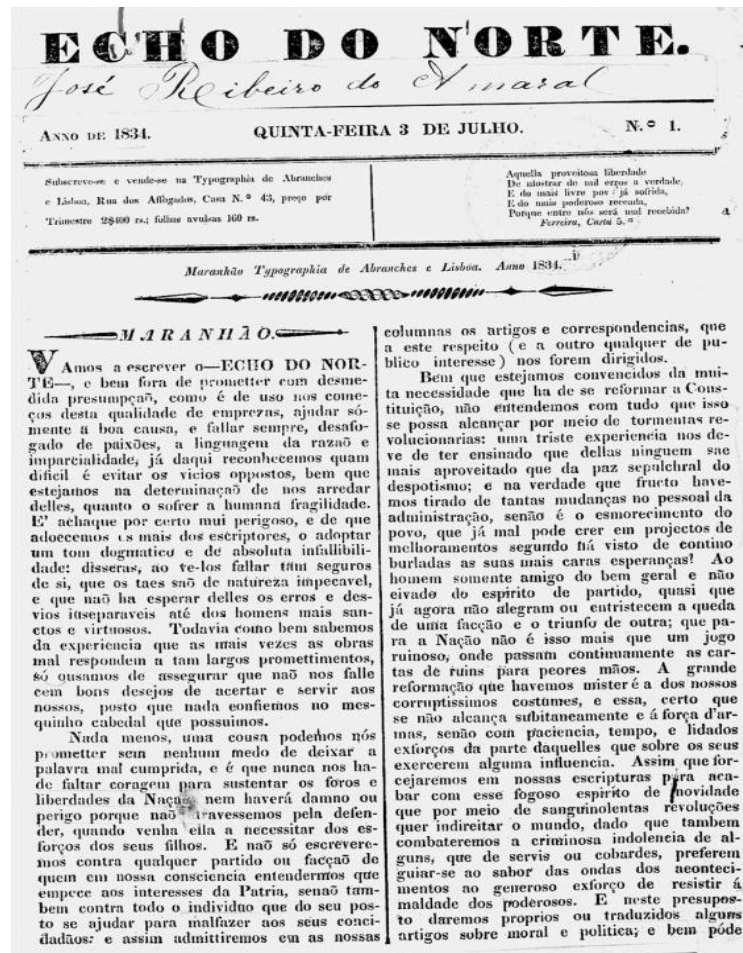 ECHO DO NORTE.
José Ribeiro do Amaral
ANNO DE 1834.
QUINTA-FEIRA 3 DE JULHO.
N.º 1.
Subscreve-se e vende-se na Typographia de Abranches
e Lisboa, Rua dos Affogados, Casa N.º 43, preço por
Trimestre 2$400 rs.; folhas avulsas 160 rs.
Aquella proveitosa liberdade
De mostrar de mil erros a verdade,
E do mais livre pov: já sofrida,
E do mais poderoso receada,
Porque entre nós será mal recebida?
Ferreira, Carta 5.ª
Maranhão Typographia de Abranches e Lisboa. Anno 1834.
MARANHÃO.
VAmos a escrever o—ECHO DO NOR-
TE—, e bem fora de prometter com desme-
dida presumpção, como é de uso nos come-
ços desta qualidade de emprezas, ajudar só-
mente a boa causa, e fallar sempre, desafo-
gado de paixões, a linguagem da razaõ e
imparcialidade, já daqui reconhecemos quam
dificil é evitar os vicios oppostos, bem que
estejamos na determinaçaõ de nos arredar
delles, quanto o sofrer a humana fragilidade.
E' achaque por certo mui perigoso, e de que
adoecemos os mais dos escriptores, o adoptar
um tom dogmatico e de absoluta infallibili-
dade: disseras, ao ve-los fallar tam seguros
de si, que os taes saõ de natureza impecavel,
e que naõ ha esperar delles os erros e des-
vios inseparaveis até dos homens mais san-
ctos e virtuosos. Todavia como bem sabemos
da experiencia que as mais vezes as obras
mal respondem a tam largos promettimentos,
só ousamos de assegurar que naõ nos falle
cem bons desejos de acertar e servir aos
nossos, posto que nada confiemos no mes-
quinho cabedal que possuimos.
Nada menos, uma cousa podemos nós
prometter sem nenhum medo de deixar a
palavra mal cumprida, e é que nunca nos ha-
de faltar coragem para sustentar os foros e
liberdades da Naçaõ, nem haverá damno ou
perigo porque naõ travessemos pela defen-
der, quando venha ella a necessitar dos es-
forços dos seus filhos. E naõ só escrevere-
mos contra qualquer partido ou facçaõ de
quem em nossa consciencia entendermos que
empece aos interesses da Patria, senaõ tam-
bem contra todo o individuo que do seu pos-
to se ajudar para malfazer aos seus conci-
dadãos: e assim admittiremos em as nossas
columnas os artigos e correspondencias, que
a este respeito (e a outro qualquer de pu-
blico interesse) nos forem dirigidos.
Bem que estejamos convencidos da mui-
ta necessidade que ha de se reformar a Cons-
tituição, não entendemos com tudo que isso
se possa alcançar por meio de tormentas re-
volucionarias: uma triste experiencia nos de-
ve de ter ensinado que dellas ninguem sae
mais aproveitado que da paz sepulchral do
despotismo; e na verdade que fructo have-
mos tirado de tantas mudanças no pessoal da
administração, senão é o esmorecimento do
povo, que já mal pode crer em projectos de
melhoramentos segundo há visto de contino
burladas as suas mais caras esperanças! Ao
homem somente amigo do bem geral e não
eivado do espirito de partido, quasi que
já agora não alegram ou entristecem a queda
de uma facção e o triunfo de outra; que pa-
ra a Nação não é isso mais que um jogo
ruinoso, onde passam continuamente as car-
tas de ruins para peores mãos. A grande
reformação que havemos mister é a dos nossos
corruptissimos costumes, e essa, certo que
se não alcança subitaneamente e á força d'ar-
mas, senão com paciencia, tempo, e lidados
exforços da parte daquelles que sobre os seus
exercerem alguma influencia. Assim que for-
cejaremos em nossas escripturas para aca-
bar com esse fogoso espirito de novidade
que por meio de sanguinolentas revoluções
quer indireitar o mundo, dado que tambem
combateremos a criminosa indolencia de al-
guns, que de servis ou cobardes, preferem
guiar-se ao sabor das ondas dos aconteci-
mentos ao generoso exforço de resistir á
maldade dos poderosos. E neste presupos-
to daremos proprios ou traduzidos alguns
artigos sobre moral e politica; e bem póde